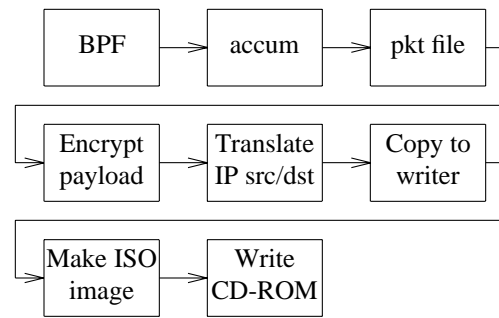 BPF
accum
pkt file
Encrypt
payload
Translate
IP src/dst
Copy to
writer
Make ISO
image
Write
CD-ROM